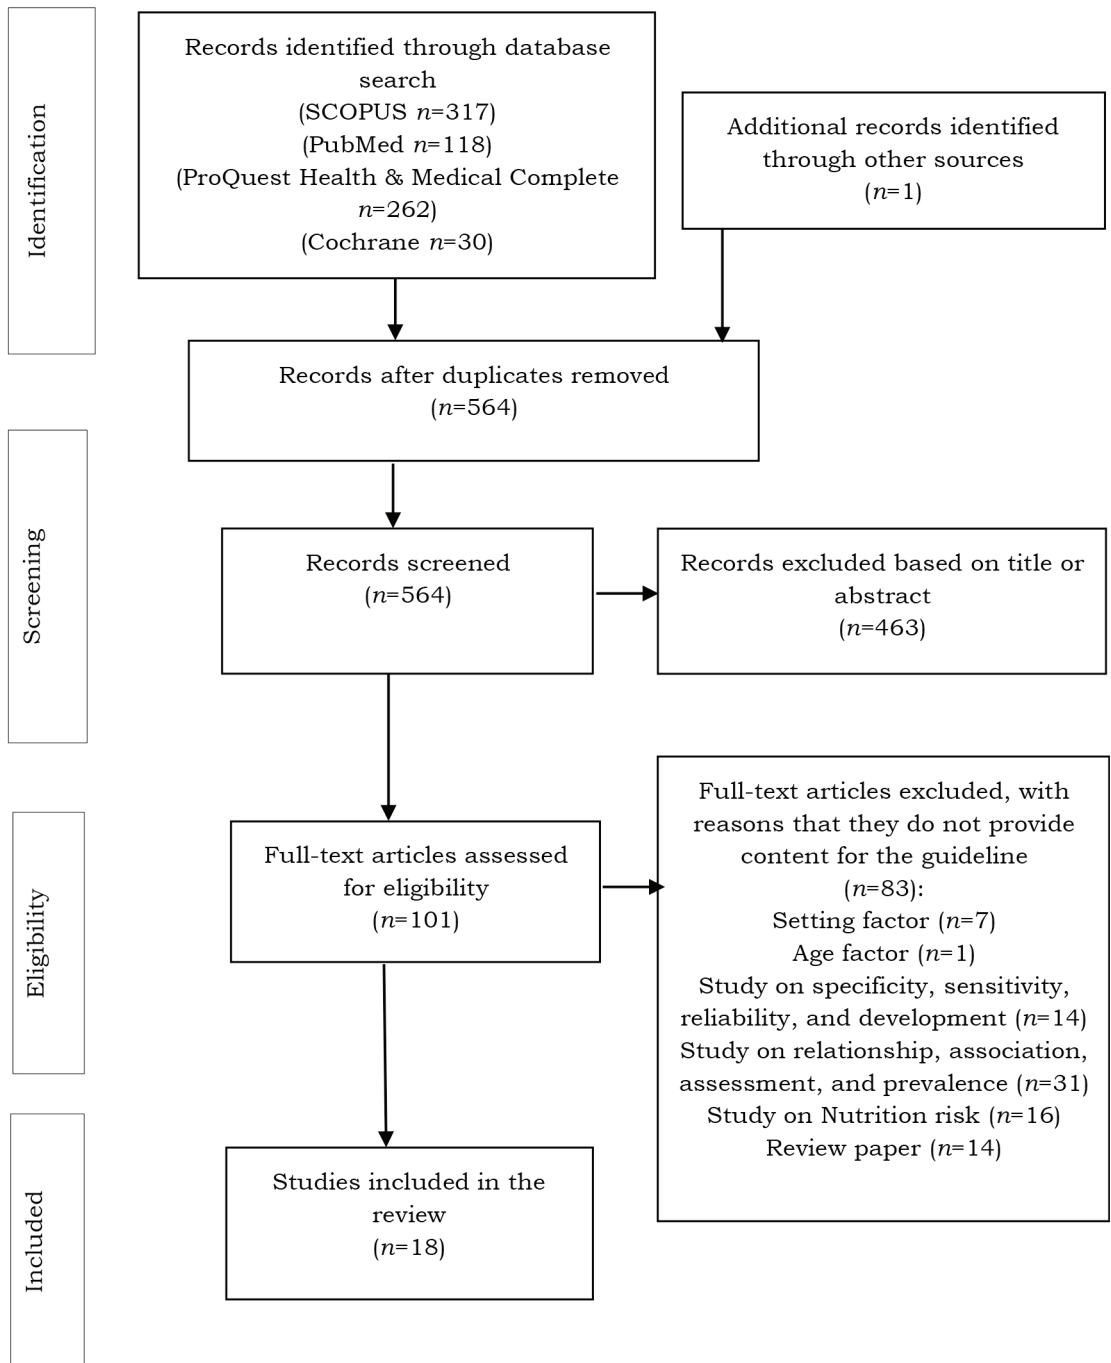 Identification
Records identified through database
search
(SCOPUS n=317)
(PubMed n=118)
(ProQuest Health & Medical Complete
n=262)
(Cochrane n=30)
Additional records identified
through other sources
(n=1)
Records after duplicates removed
(n=564)
Screening
Records screened
(n=564)
Records excluded based on title or
abstract
(n=463)
Eligibility
Full-text articles assessed
for eligibility
(n=101)
Full-text articles excluded, with
reasons that they do not provide
content for the guideline
(n=83):
Setting factor (n=7)
Age factor (n=1)
Study on specificity, sensitivity,
reliability, and development (n=14)
Study on relationship, association,
assessment, and prevalence (n=31)
Study on Nutrition risk (n=16)
Review paper (n=14)
Included
Studies included in the
review
(n=18)